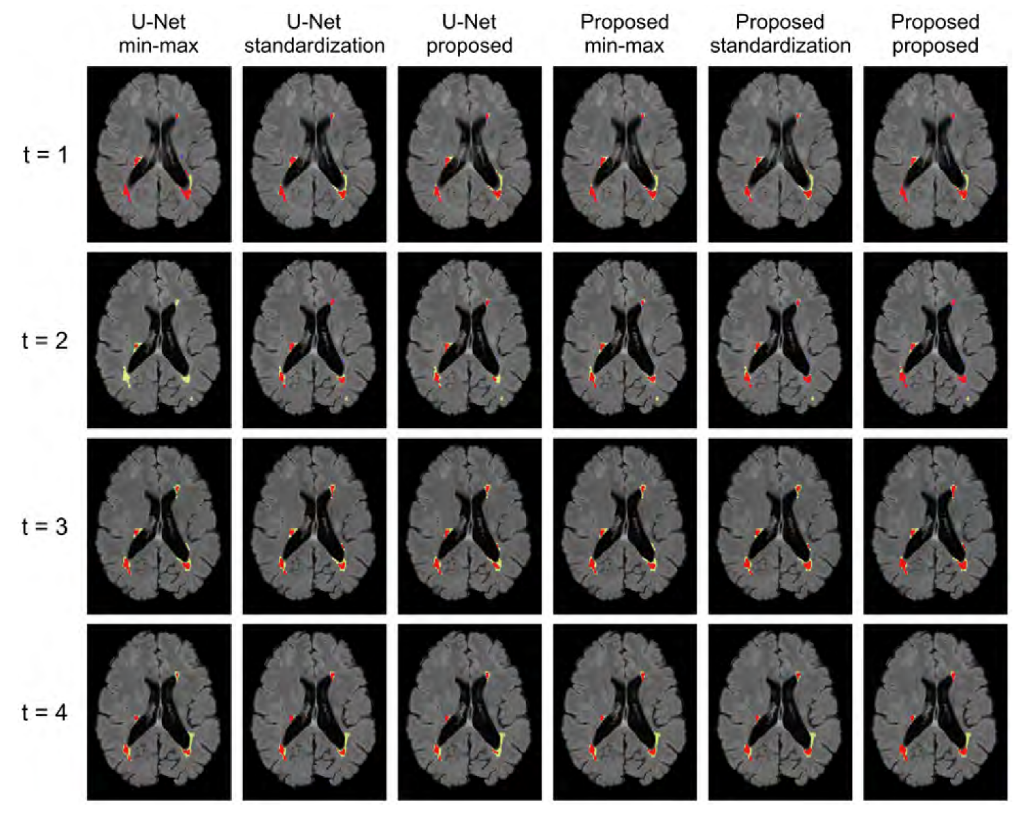 U-Net
min-max
U-Net
standardization
U-Net
proposed
Proposed
min-max
Proposed
standardization
Proposed
proposed
t = 1
t = 2
t = 3
t = 4